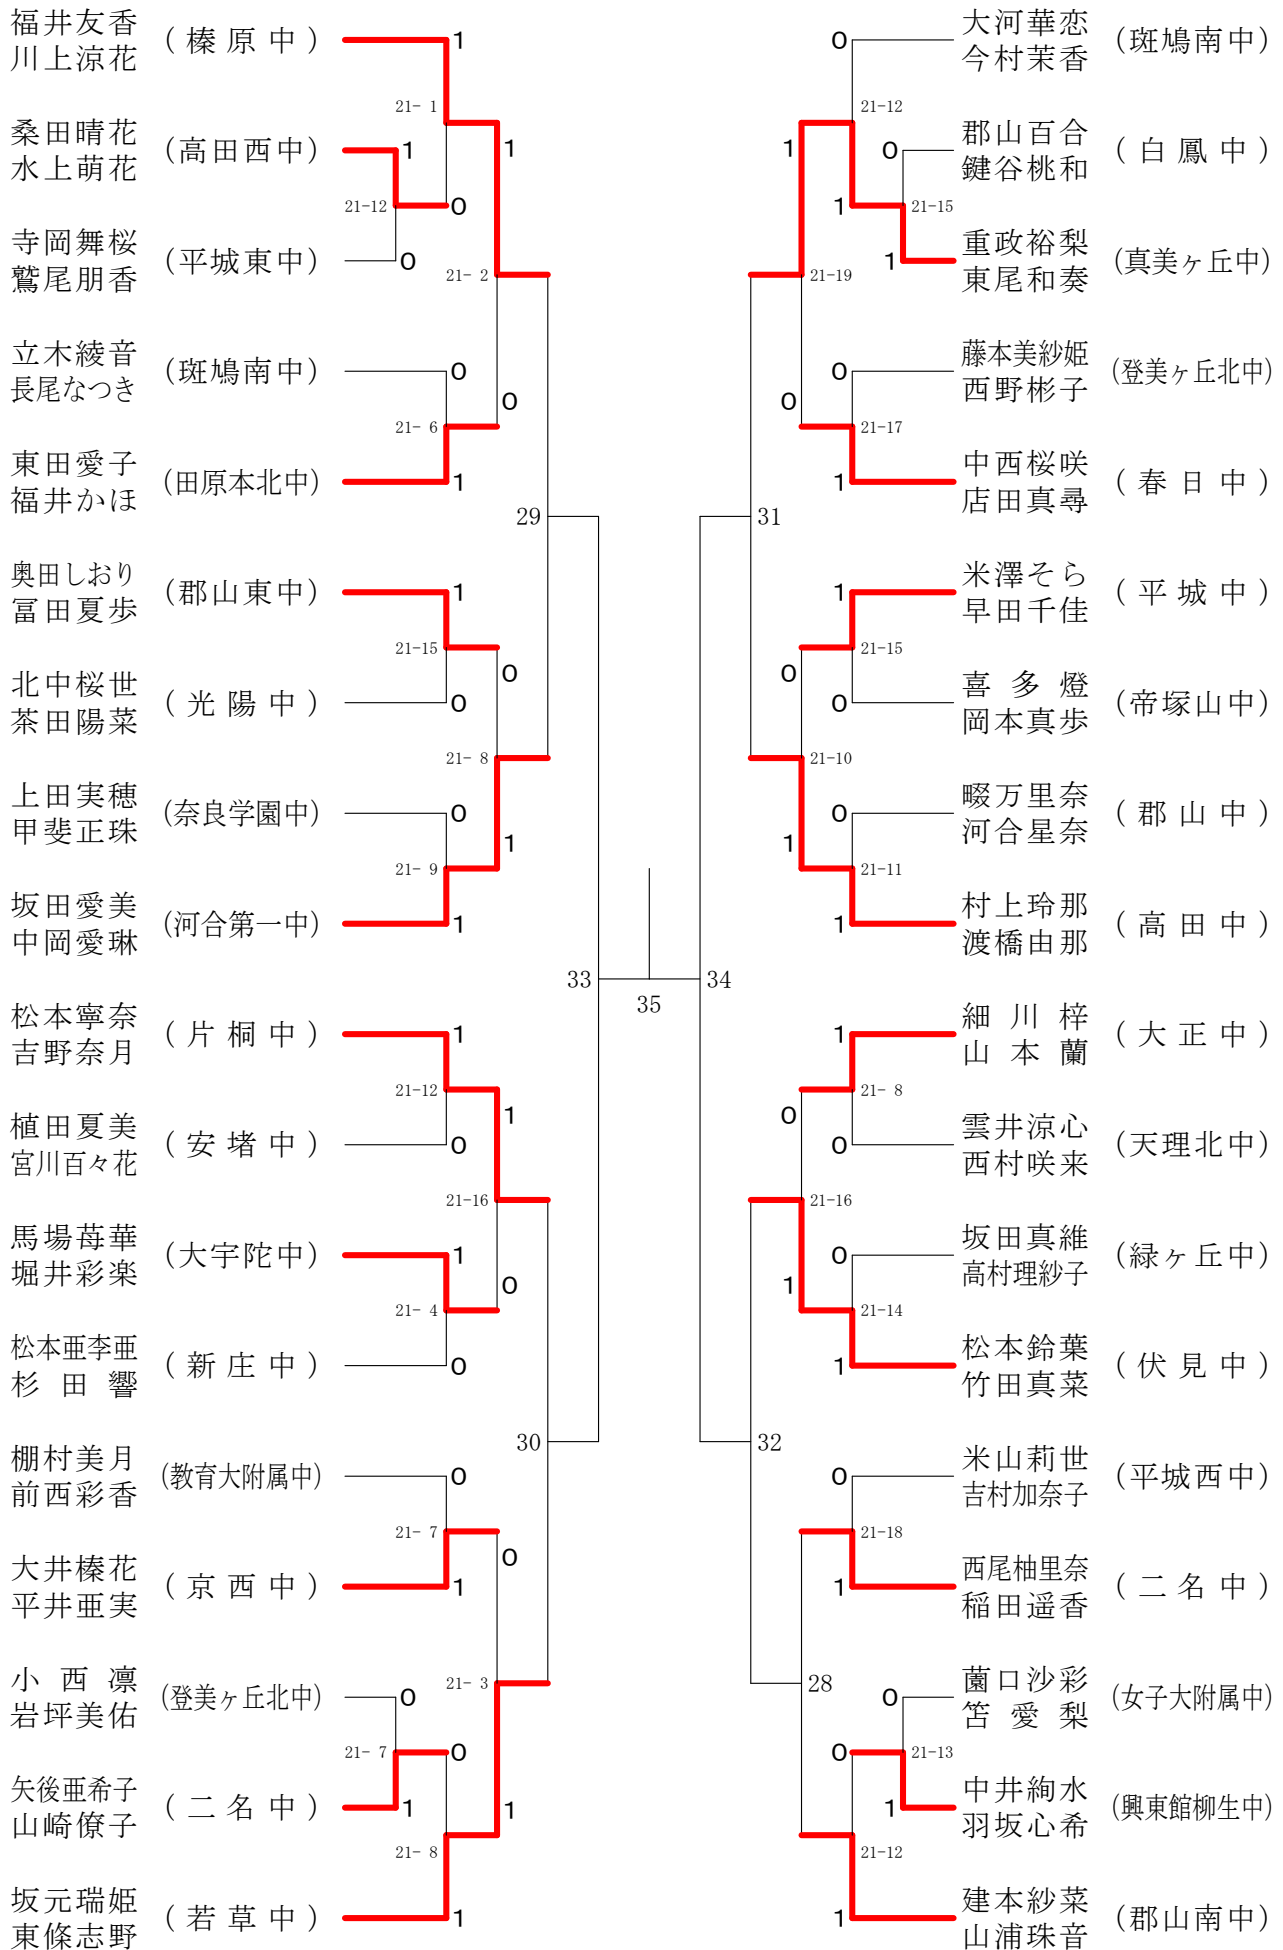 福井友香
川上涼花
(榛原中)
1
21- 1
桑田晴花
水上萌花
(高田西中)
1
1
21-12
0
寺岡舞桜
鷲尾朋香
(平城東中)
0
21- 2
立木綾音
長尾なつき
(斑鳩南中)
0
0
21- 6
東田愛子
福井かほ
(田原本北中)
1
29
奥田しおり
冨田夏歩
(郡山東中)
1
21-15
0
北中桜世
茶田陽菜
(光陽中)
0
21- 8
上田実穂
甲斐正珠
(奈良学園中)
0
1
21- 9
坂田愛美
中岡愛琳
(河合第一中)
1
33
35
34
松本寧奈
吉野奈月
(片桐中)
1
21-12
1
植田夏美
宮川百々花
(安堵中)
0
21-16
馬場苺華
堀井彩楽
(大宇陀中)
1
0
21- 4
松本亜李亜
杉田響
(新庄中)
0
30
棚村美月
前西彩香
(教育大附属中)
0
21- 7
0
大井榛花
平井亜実
(京西中)
1
21- 3
小西凛
岩坪美佑
(登美ヶ丘北中)
0
21- 7
0
矢後亜希子
山崎僚子
(二名中)
1
1
21- 8
坂元瑞姫
東條志野
(若草中)
1
0
大河華恋
今村茉香
(斑鳩南中)
21-12
1
0
郡山百合
鍵谷桃和
(白鳳中)
1
21-15
1
重政裕梨
東尾和奏
(真美ヶ丘中)
21-19
0
藤本美紗姫
西野彬子
(登美ヶ丘北中)
0
21-17
1
中西桜咲
店田真尋
(春日中)
31
1
米澤そら
早田千佳
(平城中)
21-15
0
0
喜多燈
岡本真歩
(帝塚山中)
21-10
0
畷万里奈
河合星奈
(郡山中)
1
21-11
1
村上玲那
渡橋由那
(高田中)
1
細川梓
山本蘭
(大正中)
21- 8
0
0
雲井涼心
西村咲来
(天理北中)
21-16
0
坂田真維
高村理紗子
(緑ヶ丘中)
1
21-14
1
松本鈴葉
竹田真菜
(伏見中)
32
0
米山莉世
吉村加奈子
(平城西中)
21-18
1
西尾柚里奈
稲田遥香
(二名中)
28
0
薗口沙彩
笘愛梨
(女子大附属中)
0
21-13
1
中井絢水
羽坂心希
(興東館柳生中)
21-12
1
建本紗菜
山浦珠音
(郡山南中)